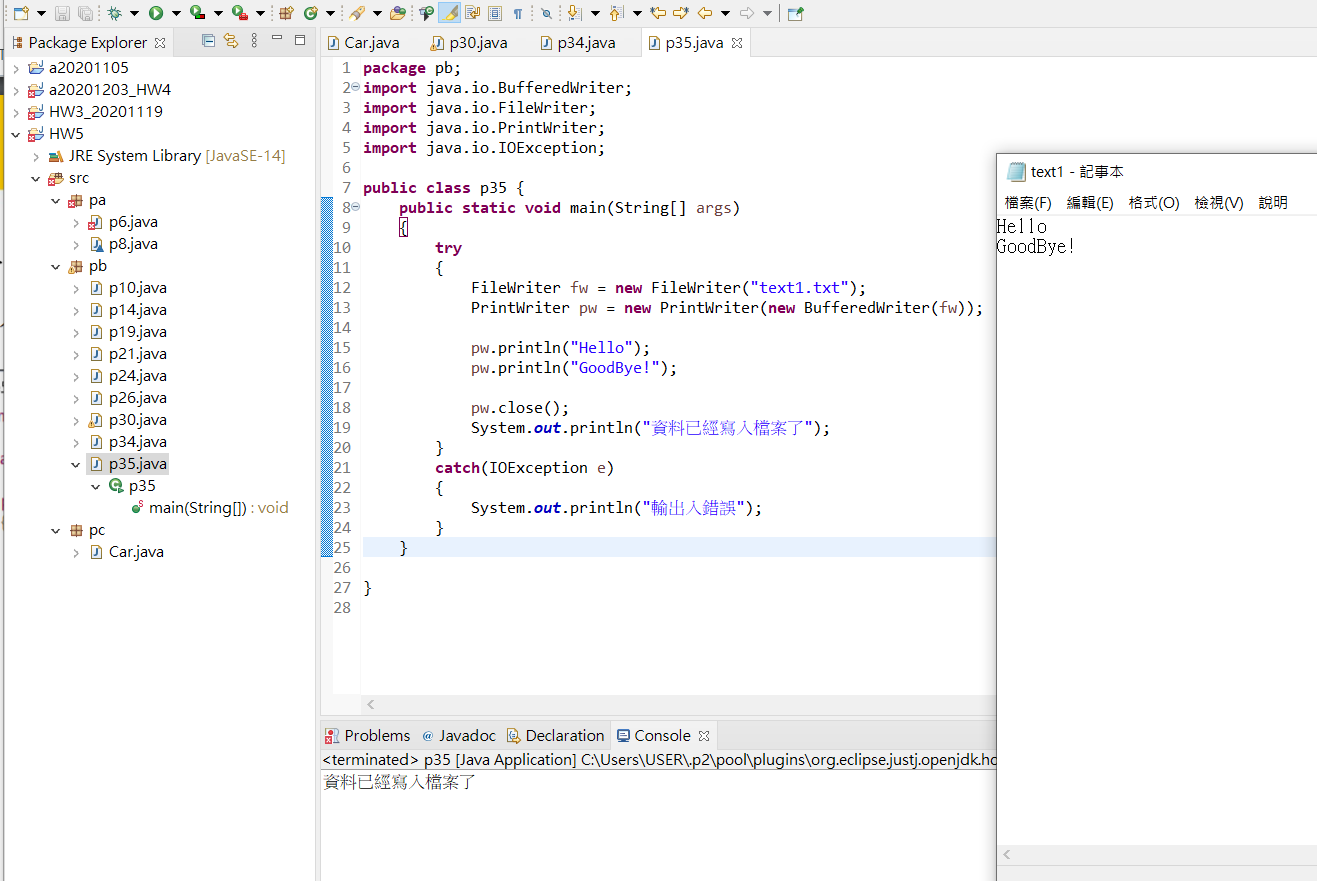 Package Explorer
a20201105
a20201203_HW4
HW3_20201119
HW5
JRE System Library [JavaSE-14]
src
pa
p6.java
p8.java
pb
p10.java
p14.java
p19.java
p21.java
p24.java
p26.java
p30.java
p34.java
p35.java
p35
main(String[]) : void
pc
Car.java
Car.java p30.java p34.java p35.java
1 package pb;
2 import java.io.BufferedWriter;
3 import java.io.FileWriter;
4 import java.io.PrintWriter;
5 import java.io.IOException;
6
7 public class p35 {
8 public static void main(String[] args)
9 {
10 try
11 {
12 FileWriter fw = new FileWriter("text1.txt");
13 PrintWriter pw = new PrintWriter(new BufferedWriter(fw));
14
15 pw.println("Hello");
16 pw.println("GoodBye!");
17
18 pw.close();
19 System.out.println("資料已經寫入檔案了");
20 }
21 catch(IOException e)
22 {
23 System.out.println("輸出入錯誤");
24 }
25 }
26
27 }
28
Problems @ Javadoc Declaration Console
<terminated> p35 [Java Application] C:\Users\USER\.p2\pool\plugins\org.eclipse.justj.openjdk.ho
資料已經寫入檔案了
text1 - 記事本
檔案(F) 編輯(E) 格式(O) 檢視(V) 說明
Hello
GoodBye!